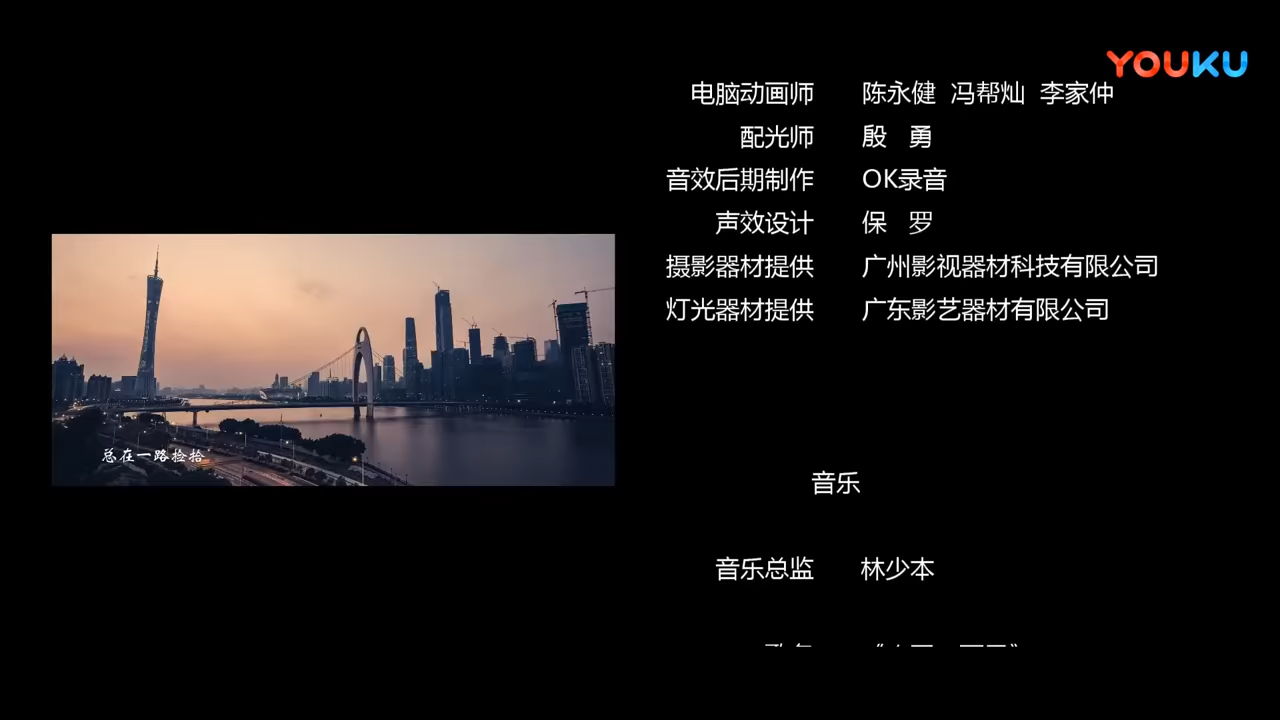 YOUKU
电脑动画师 陈永健 冯帮灿 李家仲
配光师 殷 勇
音效后期制作 OK录音
声效设计 保 罗
摄影器材提供 广州影视器材科技有限公司
灯光器材提供 广东影艺器材有限公司
总在一路捡拾
音乐
音乐总监 林少本